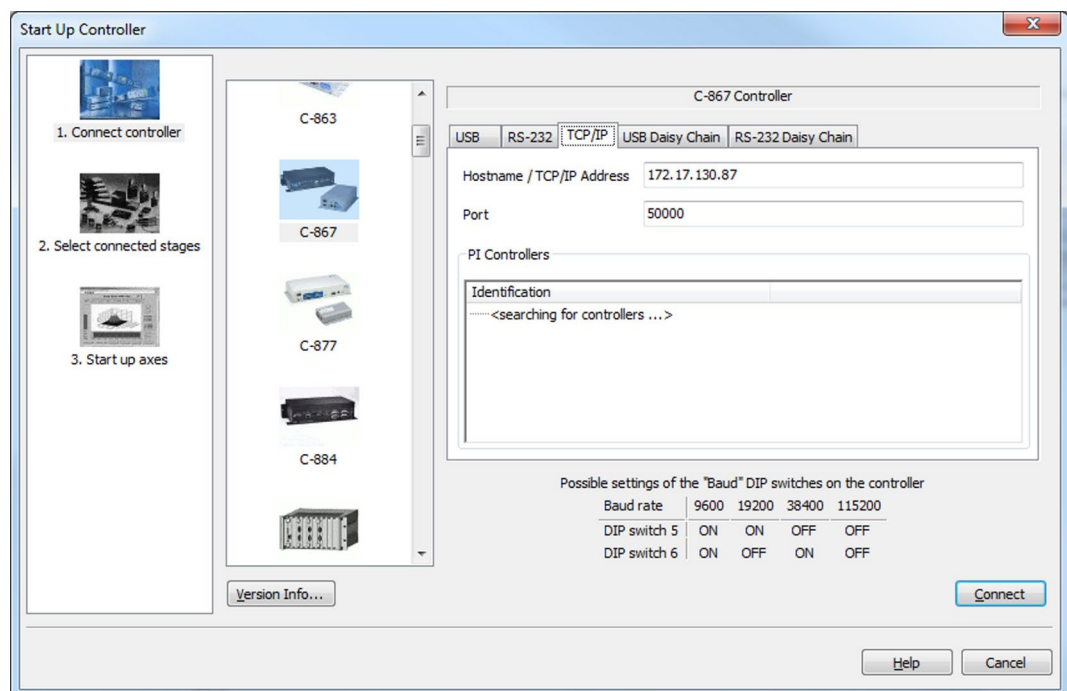 Start Up Controller
1. Connect controller
2. Select connected stages
3. Start up axes
C-863
C-867
C-877
C-884
Version Info...
C-867 Controller
USB RS-232 TCP/IP USB Daisy Chain RS-232 Daisy Chain
Hostname / TCP/IP Address 172.17.130.87
Port 50000
PI Controllers
Identification
<searching for controllers ...>
Possible settings of the "Baud" DIP switches on the controller
Baud rate 9600 19200 38400 115200
DIP switch 5 ON ON OFF OFF
DIP switch 6 ON OFF ON OFF
Connect
Help Cancel